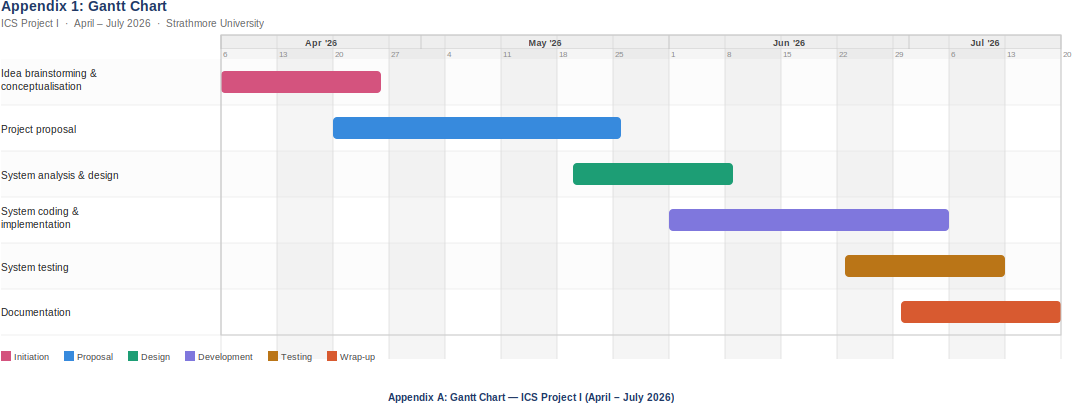 Appendix 1: Gantt Chart
ICS Project I · April – July 2026 · Strathmore University
Apr '26 May '26 Jun '26 Jul '26
6 13 20 27 4 11 18 25 1 8 15 22 29 6 13 20
Idea brainstorming &
conceptualisation
Project proposal
System analysis & design
System coding &
implementation
System testing
Documentation
Initiation Proposal Design Development Testing Wrap-up
Appendix A: Gantt Chart — ICS Project I (April – July 2026)